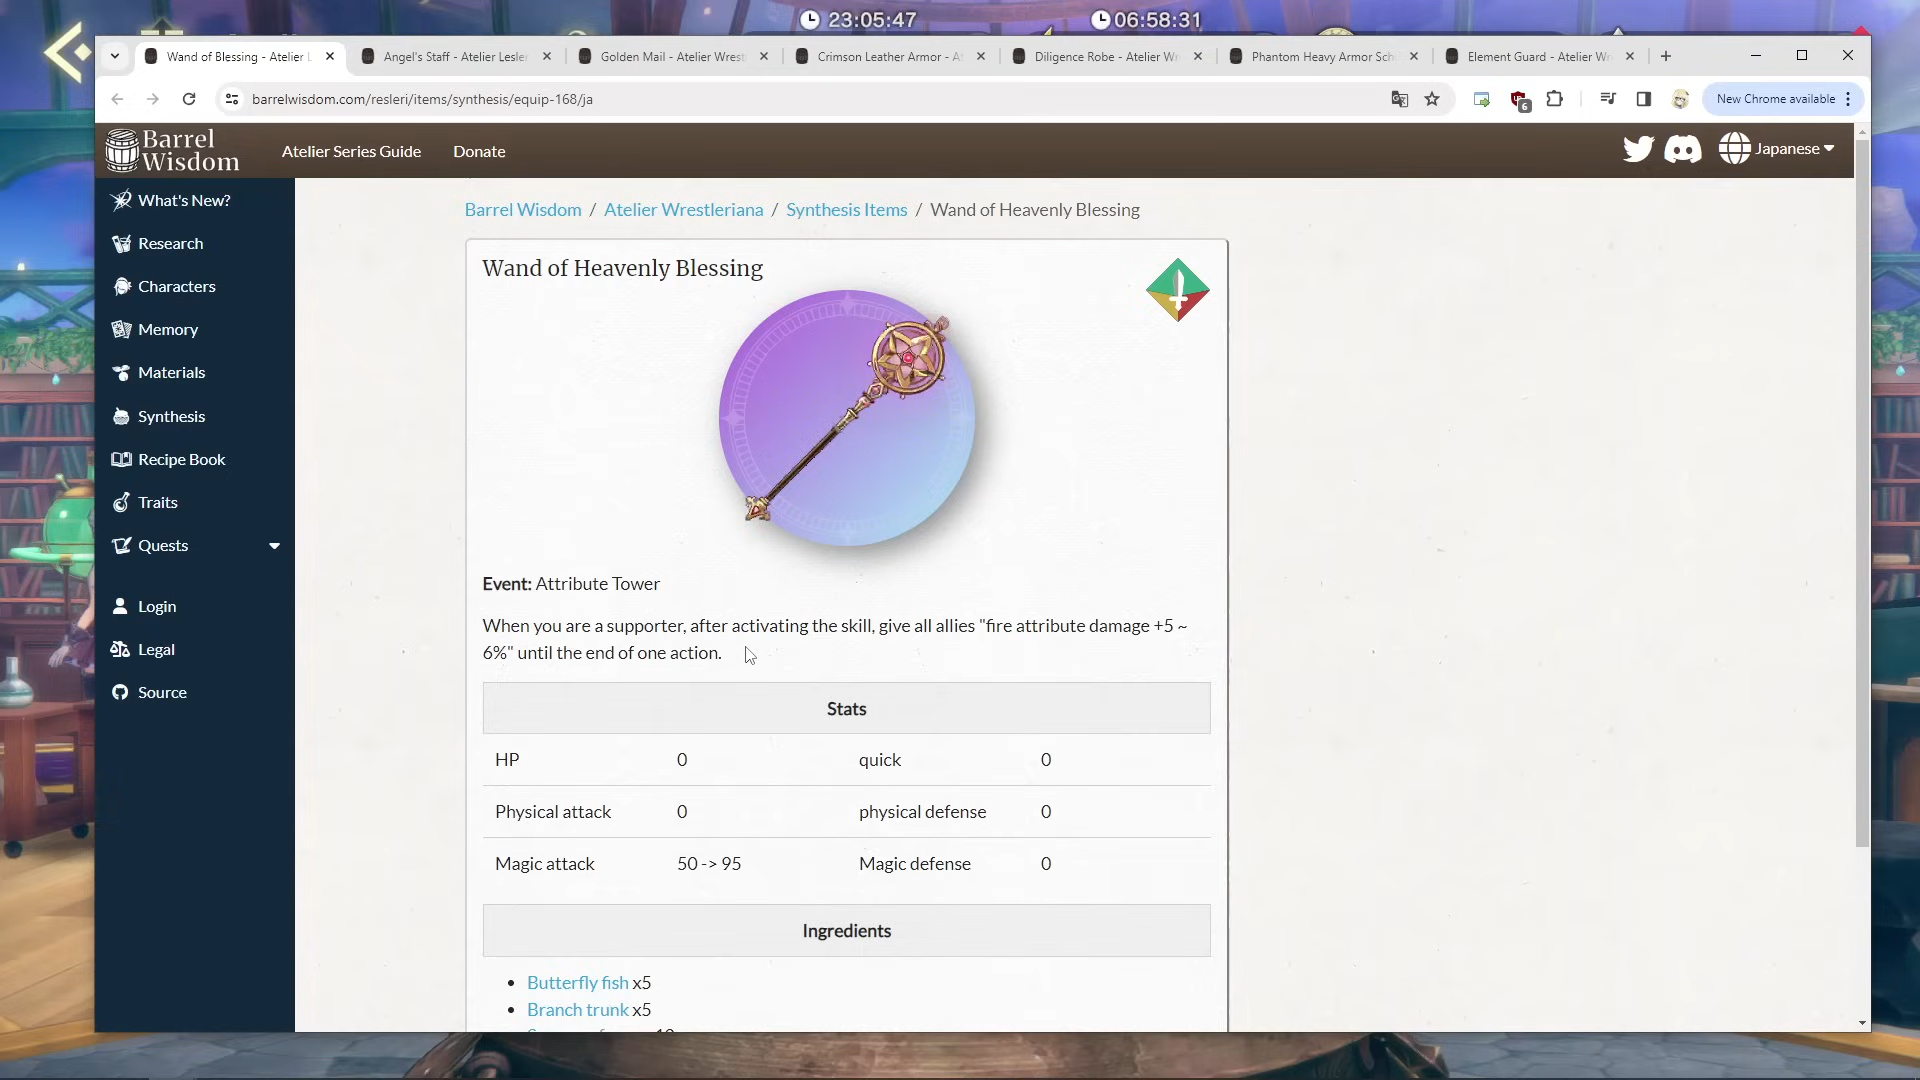 23:05:47
06:58:31
Wand of Blessing - Atelier L
Angel's Staff - Atelier Lesler
Golden Mail - Atelier Wrest
Crimson Leather Armor - A
Diligence Robe - Atelier W
Phantom Heavy Armor Sch
Element Guard - Atelier W
barrelwisdom.com/resleri/items/synthesis/equip-168/ja
6
New Chrome available
Barrel
Wisdom
Atelier Series Guide
Donate
Japanese
What's New?
Research
Characters
Memory
Materials
Synthesis
Recipe Book
Traits
Quests
Login
Legal
Source
Barrel Wisdom / Atelier Wrestleriana / Synthesis Items / Wand of Heavenly Blessing
Wand of Heavenly Blessing
Event: Attribute Tower
When you are a supporter, after activating the skill, give all allies "fire attribute damage +5 ~
6%" until the end of one action.
Stats
HP 0 quick 0
Physical attack 0 physical defense 0
Magic attack 50 -> 95 Magic defense 0
Ingredients
Butterfly fish x5
Branch trunk x5